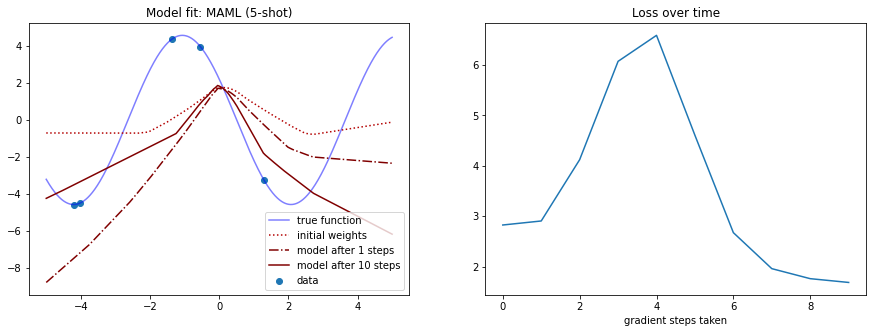 Model fit: MAML (5-shot)
4
2
0
−2
−4
−6
−8
−4
−2
0
2
4
true function
initial weights
model after 1 steps
model after 10 steps
data
Loss over time
6
5
4
3
2
0
2
4
6
8
gradient steps taken